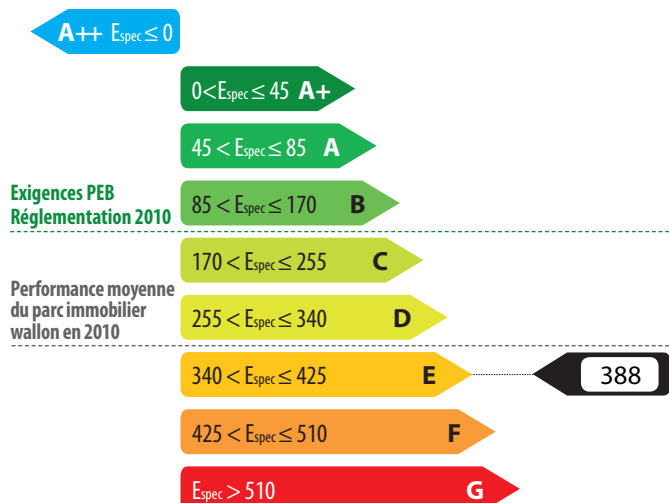 A++ Espec ≤ 0
0<Espec ≤ 45 A+
45 < Espec ≤ 85 A
Exigences PEB
Réglementation 2010
85 < Espec ≤ 170 B
170 < Espec ≤ 255 C
Performance moyenne
du parc immobilier
wallon en 2010
255 < Espec ≤ 340 D
340 < Espec ≤ 425 E 388
425 < Espec ≤ 510 F
Espec > 510 G